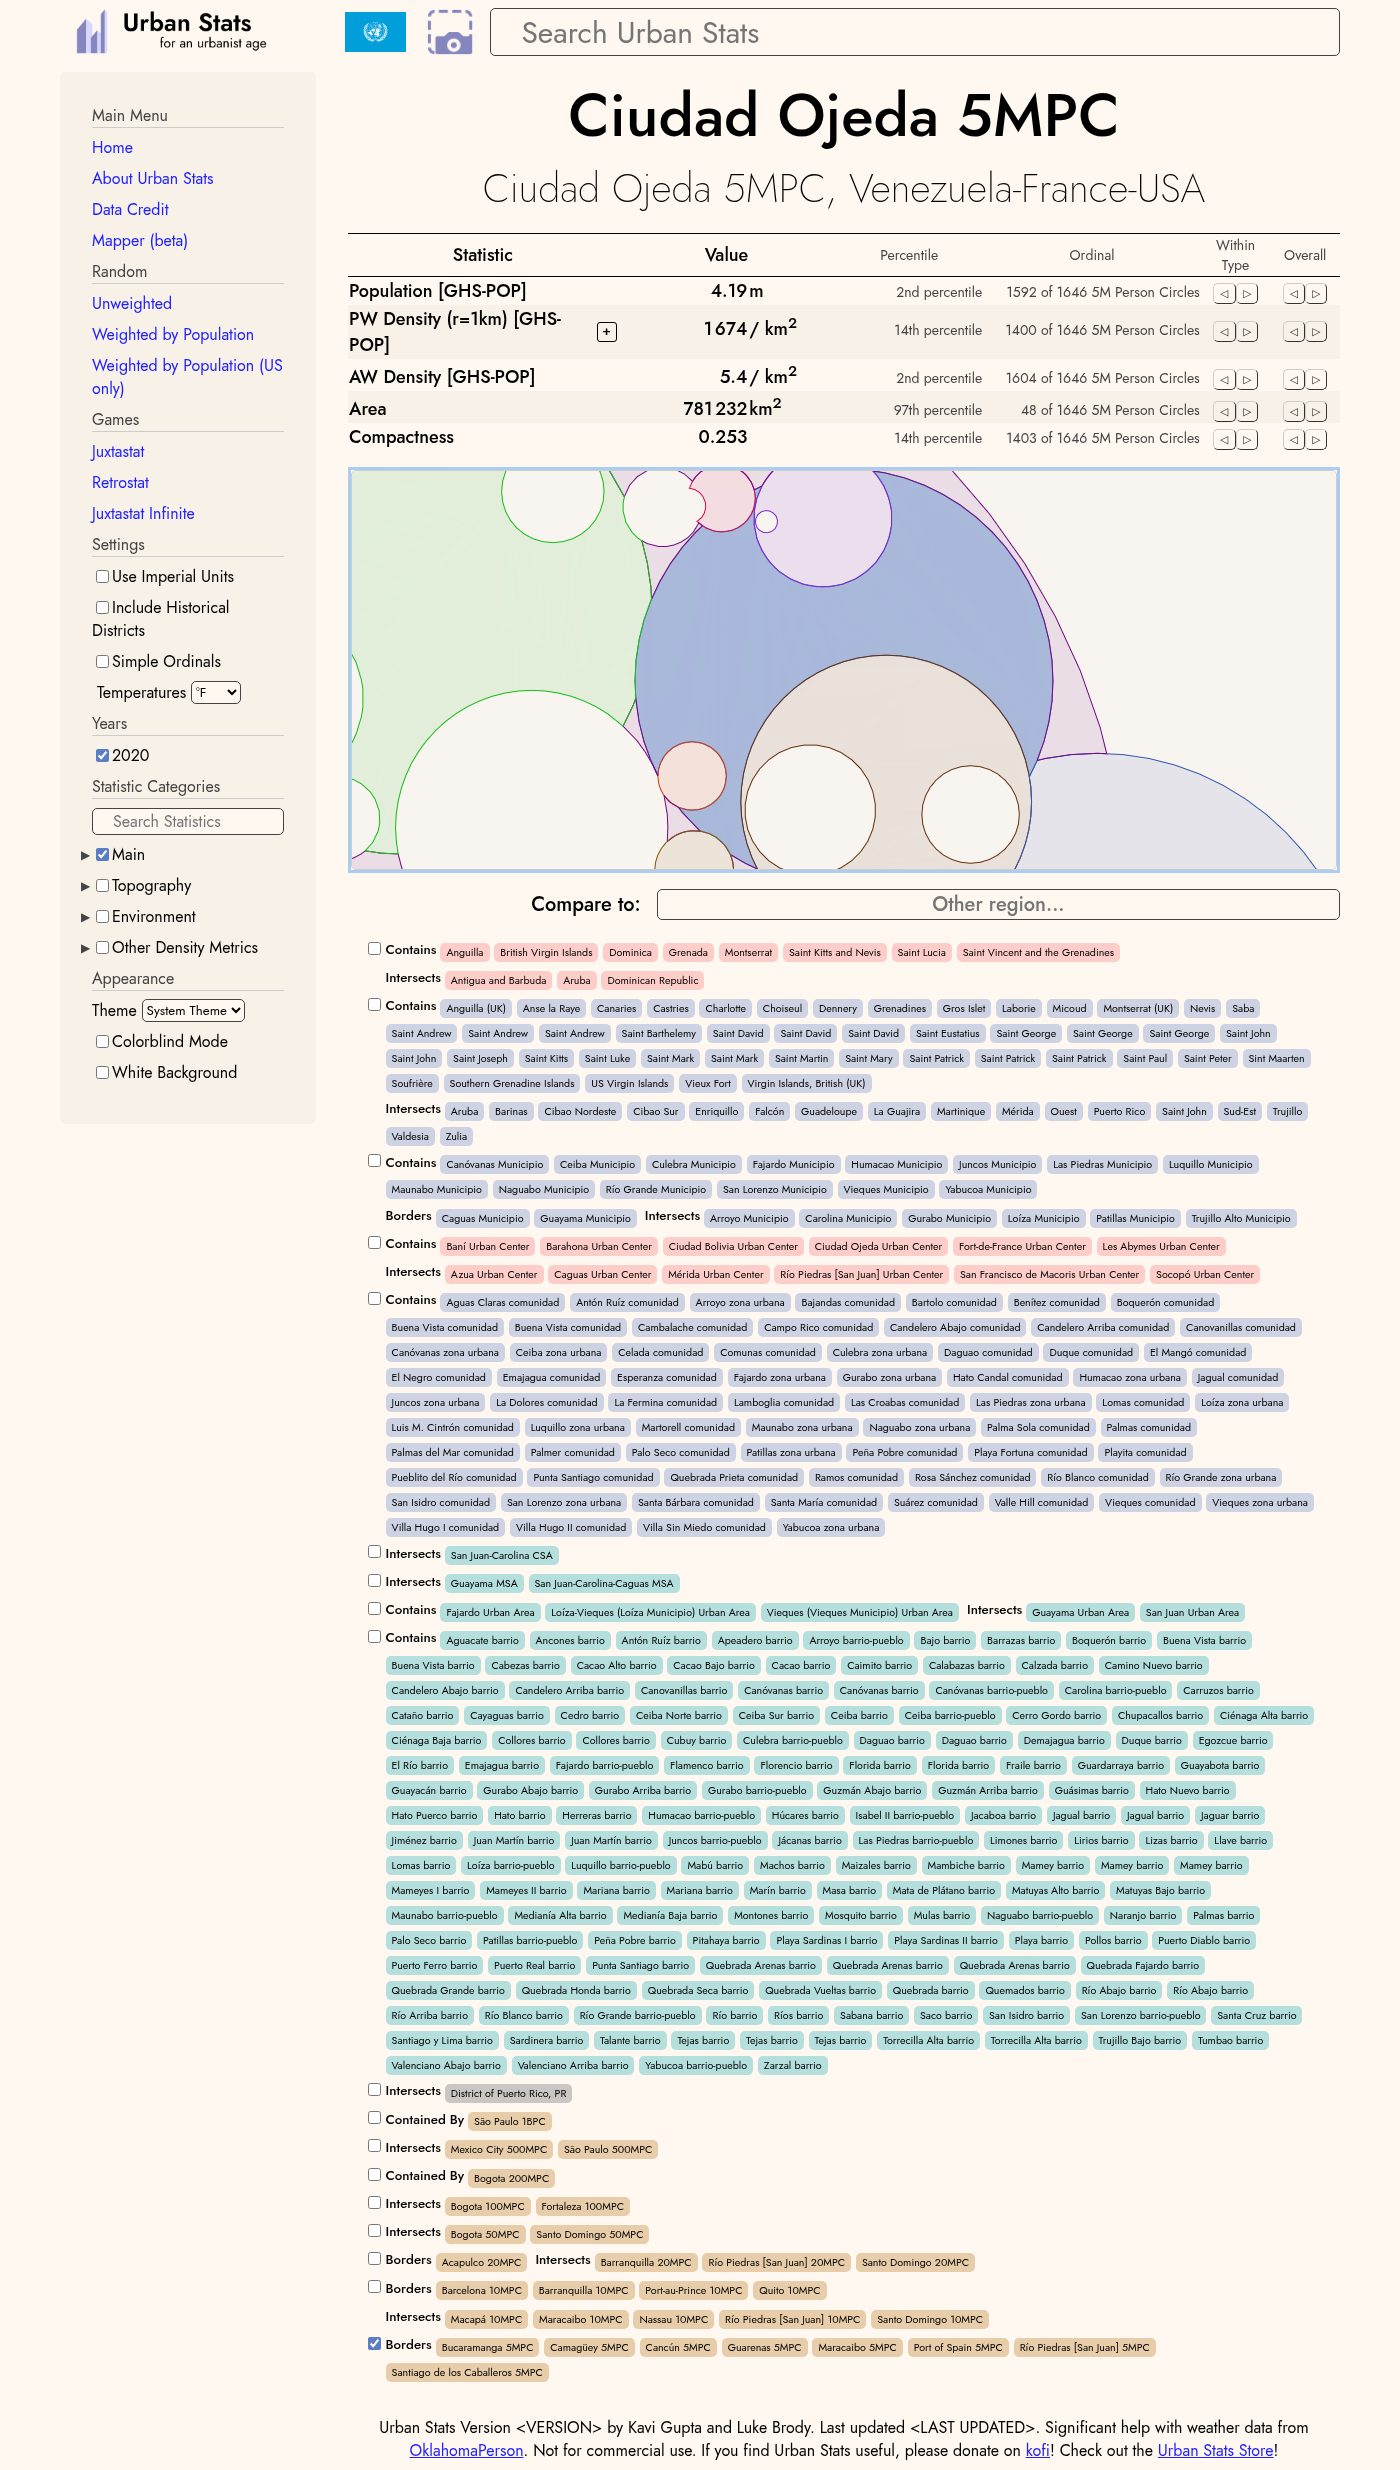 Urban Stats
for an urbanist age
Search Urban Stats
Main Menu
Home
About Urban Stats
Data Credit
Mapper (beta)
Random
Unweighted
Weighted by Population
Weighted by Population (US
only)
Games
Juxtastat
Retrostat
Juxtastat Infinite
Settings
Use Imperial Units
Include Historical
Districts
Simple Ordinals
Temperatures °F
Years
2020
Statistic Categories
Search Statistics
Main
Topography
Environment
Other Density Metrics
Appearance
Theme System Theme
Colorblind Mode
White Background
Ciudad Ojeda 5MPC
Ciudad Ojeda 5MPC, Venezuela-France-USA
Statistic Value Percentile Ordinal Within Type Overall
Population [GHS-POP] 4.19 m 2nd percentile 1592 of 1646 5M Person Circles
PW Density (r=1km) [GHS-POP] + 1 674 / km2 14th percentile 1400 of 1646 5M Person Circles
AW Density [GHS-POP] 5.4 / km2 2nd percentile 1604 of 1646 5M Person Circles
Area 781 232 km2 97th percentile 48 of 1646 5M Person Circles
Compactness 0.253 14th percentile 1403 of 1646 5M Person Circles
Compare to: Other region...
Contains Anguilla British Virgin Islands Dominica Grenada Montserrat Saint Kitts and Nevis Saint Lucia Saint Vincent and the Grenadines
Intersects Antigua and Barbuda Aruba Dominican Republic
Contains Anguilla (UK) Anse la Raye Canaries Castries Charlotte Choiseul Dennery Grenadines Gros Islet Laborie Micoud Montserrat (UK) Nevis Saba
Saint Andrew Saint Andrew Saint Andrew Saint Barthelemy Saint David Saint David Saint David Saint Eustatius Saint George Saint George Saint George Saint John
Saint John Saint Joseph Saint Kitts Saint Luke Saint Mark Saint Mark Saint Martin Saint Mary Saint Patrick Saint Patrick Saint Patrick Saint Paul Saint Peter Sint Maarten
Soufrière Southern Grenadine Islands US Virgin Islands Vieux Fort Virgin Islands, British (UK)
Intersects Aruba Barinas Cibao Nordeste Cibao Sur Enriquillo Falcón Guadeloupe La Guajira Martinique Mérida Ouest Puerto Rico Saint John Sud-Est Trujillo
Valdesia Zulia
Contains Canóvanas Municipio Ceiba Municipio Culebra Municipio Fajardo Municipio Humacao Municipio Juncos Municipio Las Piedras Municipio Luquillo Municipio
Maunabo Municipio Naguabo Municipio Río Grande Municipio San Lorenzo Municipio Vieques Municipio Yabucoa Municipio
Borders Caguas Municipio Guayama Municipio Intersects Arroyo Municipio Carolina Municipio Gurabo Municipio Loíza Municipio Patillas Municipio Trujillo Alto Municipio
Contains Baní Urban Center Barahona Urban Center Ciudad Bolivia Urban Center Ciudad Ojeda Urban Center Fort-de-France Urban Center Les Abymes Urban Center
Intersects Azua Urban Center Caguas Urban Center Mérida Urban Center Río Piedras [San Juan] Urban Center San Francisco de Macoris Urban Center Socopó Urban Center
Contains Aguas Claras comunidad Antón Ruíz comunidad Arroyo zona urbana Bajandas comunidad Bartolo comunidad Benítez comunidad Boquerón comunidad
Buena Vista comunidad Buena Vista comunidad Cambalache comunidad Campo Rico comunidad Candelero Abajo comunidad Candelero Arriba comunidad Canovanillas comunidad
Canóvanas zona urbana Ceiba zona urbana Celada comunidad Comunas comunidad Culebra zona urbana Daguao comunidad Duque comunidad El Mangó comunidad
El Negro comunidad Emajagua comunidad Esperanza comunidad Fajardo zona urbana Gurabo zona urbana Hato Candal comunidad Humacao zona urbana Jagual comunidad
Juncos zona urbana La Dolores comunidad La Fermina comunidad Lamboglia comunidad Las Croabas comunidad Las Piedras zona urbana Lomas comunidad Loíza zona urbana
Luis M. Cintrón comunidad Luquillo zona urbana Martorell comunidad Maunabo zona urbana Naguabo zona urbana Palma Sola comunidad Palmas comunidad
Palmas del Mar comunidad Palmer comunidad Palo Seco comunidad Patillas zona urbana Peña Pobre comunidad Playa Fortuna comunidad Playita comunidad
Pueblito del Río comunidad Punta Santiago comunidad Quebrada Prieta comunidad Ramos comunidad Rosa Sánchez comunidad Río Blanco comunidad Río Grande zona urbana
San Isidro comunidad San Lorenzo zona urbana Santa Bárbara comunidad Santa María comunidad Suárez comunidad Valle Hill comunidad Vieques comunidad Vieques zona urbana
Villa Hugo I comunidad Villa Hugo II comunidad Villa Sin Miedo comunidad Yabucoa zona urbana
Intersects San Juan-Carolina CSA
Intersects Guayama MSA San Juan-Carolina-Caguas MSA
Contains Fajardo Urban Area Loíza-Vieques (Loíza Municipio) Urban Area Vieques (Vieques Municipio) Urban Area Intersects Guayama Urban Area San Juan Urban Area
Contains Aguacate barrio Ancones barrio Antón Ruíz barrio Apeadero barrio Arroyo barrio-pueblo Bajo barrio Barrazas barrio Boquerón barrio Buena Vista barrio
Buena Vista barrio Cabezas barrio Cacao Alto barrio Cacao Bajo barrio Cacao barrio Caimito barrio Calabazas barrio Calzada barrio Camino Nuevo barrio
Candelero Abajo barrio Candelero Arriba barrio Canovanillas barrio Canóvanas barrio Canóvanas barrio Canóvanas barrio-pueblo Carolina barrio-pueblo Carruzos barrio
Cataño barrio Cayaguas barrio Cedro barrio Ceiba Norte barrio Ceiba Sur barrio Ceiba barrio Ceiba barrio-pueblo Cerro Gordo barrio Chupacallos barrio Ciénaga Alta barrio
Ciénaga Baja barrio Collores barrio Collores barrio Cubuy barrio Culebra barrio-pueblo Daguao barrio Daguao barrio Demajagua barrio Duque barrio Egozcue barrio
El Río barrio Emajagua barrio Fajardo barrio-pueblo Flamenco barrio Florencio barrio Florida barrio Florida barrio Fraile barrio Guardarraya barrio Guayabota barrio
Guayacán barrio Gurabo Abajo barrio Gurabo Arriba barrio Gurabo barrio-pueblo Guzmán Abajo barrio Guzmán Arriba barrio Guásimas barrio Hato Nuevo barrio
Hato Puerco barrio Hato barrio Herreras barrio Humacao barrio-pueblo Húcares barrio Isabel II barrio-pueblo Jacaboa barrio Jagual barrio Jagual barrio Jaguar barrio
Jiménez barrio Juan Martín barrio Juan Martín barrio Juncos barrio-pueblo Jácanas barrio Las Piedras barrio-pueblo Limones barrio Lirios barrio Lizas barrio Llave barrio
Lomas barrio Loíza barrio-pueblo Luquillo barrio-pueblo Mabú barrio Machos barrio Maizales barrio Mambiche barrio Mamey barrio Mamey barrio Mamey barrio
Mameyes I barrio Mameyes II barrio Mariana barrio Mariana barrio Marín barrio Masa barrio Mata de Plátano barrio Matuyas Alto barrio Matuyas Bajo barrio
Maunabo barrio-pueblo Medianía Alta barrio Medianía Baja barrio Montones barrio Mosquito barrio Mulas barrio Naguabo barrio-pueblo Naranjo barrio Palmas barrio
Palo Seco barrio Patillas barrio-pueblo Peña Pobre barrio Pitahaya barrio Playa Sardinas I barrio Playa Sardinas II barrio Playa barrio Pollos barrio Puerto Diablo barrio
Puerto Ferro barrio Puerto Real barrio Punta Santiago barrio Quebrada Arenas barrio Quebrada Arenas barrio Quebrada Arenas barrio Quebrada Fajardo barrio
Quebrada Grande barrio Quebrada Honda barrio Quebrada Seca barrio Quebrada Vueltas barrio Quebrada barrio Quemados barrio Río Abajo barrio Río Abajo barrio
Río Arriba barrio Río Blanco barrio Río Grande barrio-pueblo Río barrio Ríos barrio Sabana barrio Saco barrio San Isidro barrio San Lorenzo barrio-pueblo Santa Cruz barrio
Santiago y Lima barrio Sardinera barrio Talante barrio Tejas barrio Tejas barrio Tejas barrio Torrecilla Alta barrio Torrecilla Alta barrio Trujillo Bajo barrio Tumbao barrio
Valenciano Abajo barrio Valenciano Arriba barrio Yabucoa barrio-pueblo Zarzal barrio
Intersects District of Puerto Rico, PR
Contained By São Paulo 1BPC
Intersects Mexico City 500MPC São Paulo 500MPC
Contained By Bogota 200MPC
Intersects Bogota 100MPC Fortaleza 100MPC
Intersects Bogota 50MPC Santo Domingo 50MPC
Borders Acapulco 20MPC Intersects Barranquilla 20MPC Río Piedras [San Juan] 20MPC Santo Domingo 20MPC
Borders Barcelona 10MPC Barranquilla 10MPC Port-au-Prince 10MPC Quito 10MPC
Intersects Macapá 10MPC Maracaibo 10MPC Nassau 10MPC Río Piedras [San Juan] 10MPC Santo Domingo 10MPC
Borders Bucaramanga 5MPC Camagüey 5MPC Cancún 5MPC Guarenas 5MPC Maracaibo 5MPC Port of Spain 5MPC Río Piedras [San Juan] 5MPC
Santiago de los Caballeros 5MPC
Urban Stats Version <VERSION> by Kavi Gupta and Luke Brody. Last updated <LAST UPDATED>. Significant help with weather data from
OklahomaPerson. Not for commercial use. If you find Urban Stats useful, please donate on kofi! Check out the Urban Stats Store!